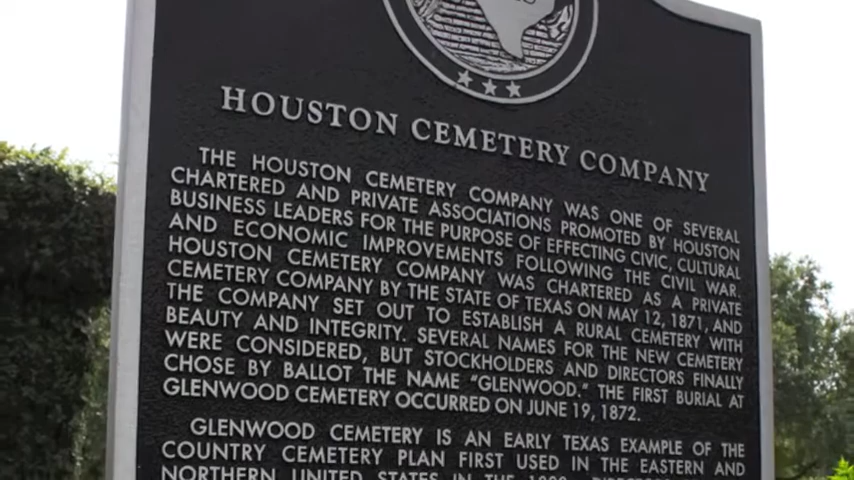 HOUSTON CEMETERY COMPANY
THE HOUSTON CEMETERY COMPANY WAS ONE OF SEVERAL
CHARTERED AND PRIVATE ASSOCIATIONS PROMOTED BY HOUSTON
BUSINESS LEADERS FOR THE PURPOSE OF EFFECTING CIVIC, CULTURAL
AND ECONOMIC IMPROVEMENTS FOLLOWING THE CIVIL WAR.
HOUSTON CEMETERY COMPANY WAS CHARTERED AS A PRIVATE
CEMETERY COMPANY BY THE STATE OF TEXAS ON MAY 12, 1871, AND
THE COMPANY SET OUT TO ESTABLISH A RURAL CEMETERY WITH
BEAUTY AND INTEGRITY. SEVERAL NAMES FOR THE NEW CEMETERY
WERE CONSIDERED, BUT STOCKHOLDERS AND DIRECTORS FINALLY
CHOSE BY BALLOT THE NAME "GLENWOOD." THE FIRST BURIAL AT
GLENWOOD CEMETERY OCCURRED ON JUNE 19, 1872.
GLENWOOD CEMETERY IS AN EARLY TEXAS EXAMPLE OF THE
COUNTRY CEMETERY PLAN FIRST USED IN THE EASTERN AND
NORTHERN UNITED STATES IN THE